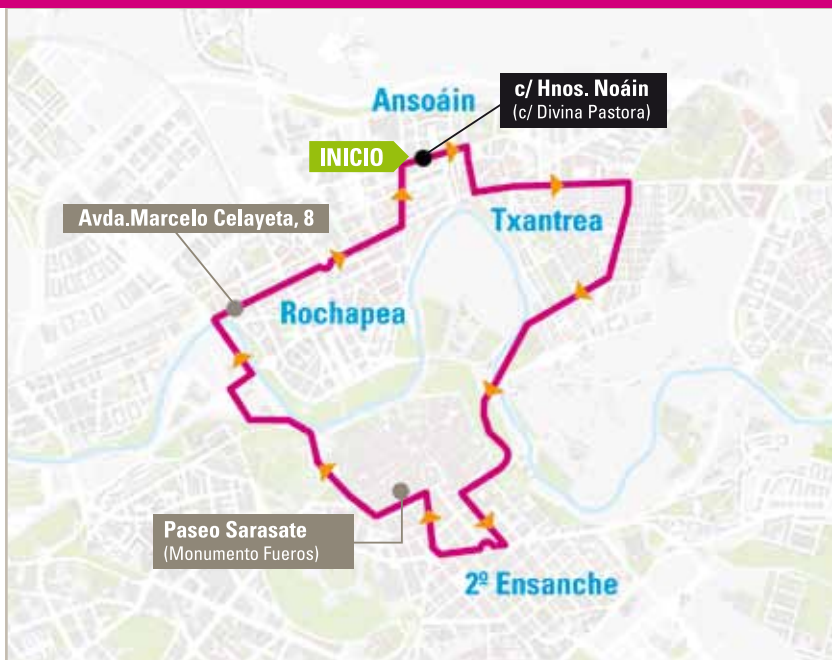 Ansoáin
c/ Hnos. Noáin
(c/ Divina Pastora)
INICIO
Avda.Marcelo Celayeta, 8
Txantrea
Rochapea
Paseo Sarasate
(Monumento Fueros)
2º Ensanche